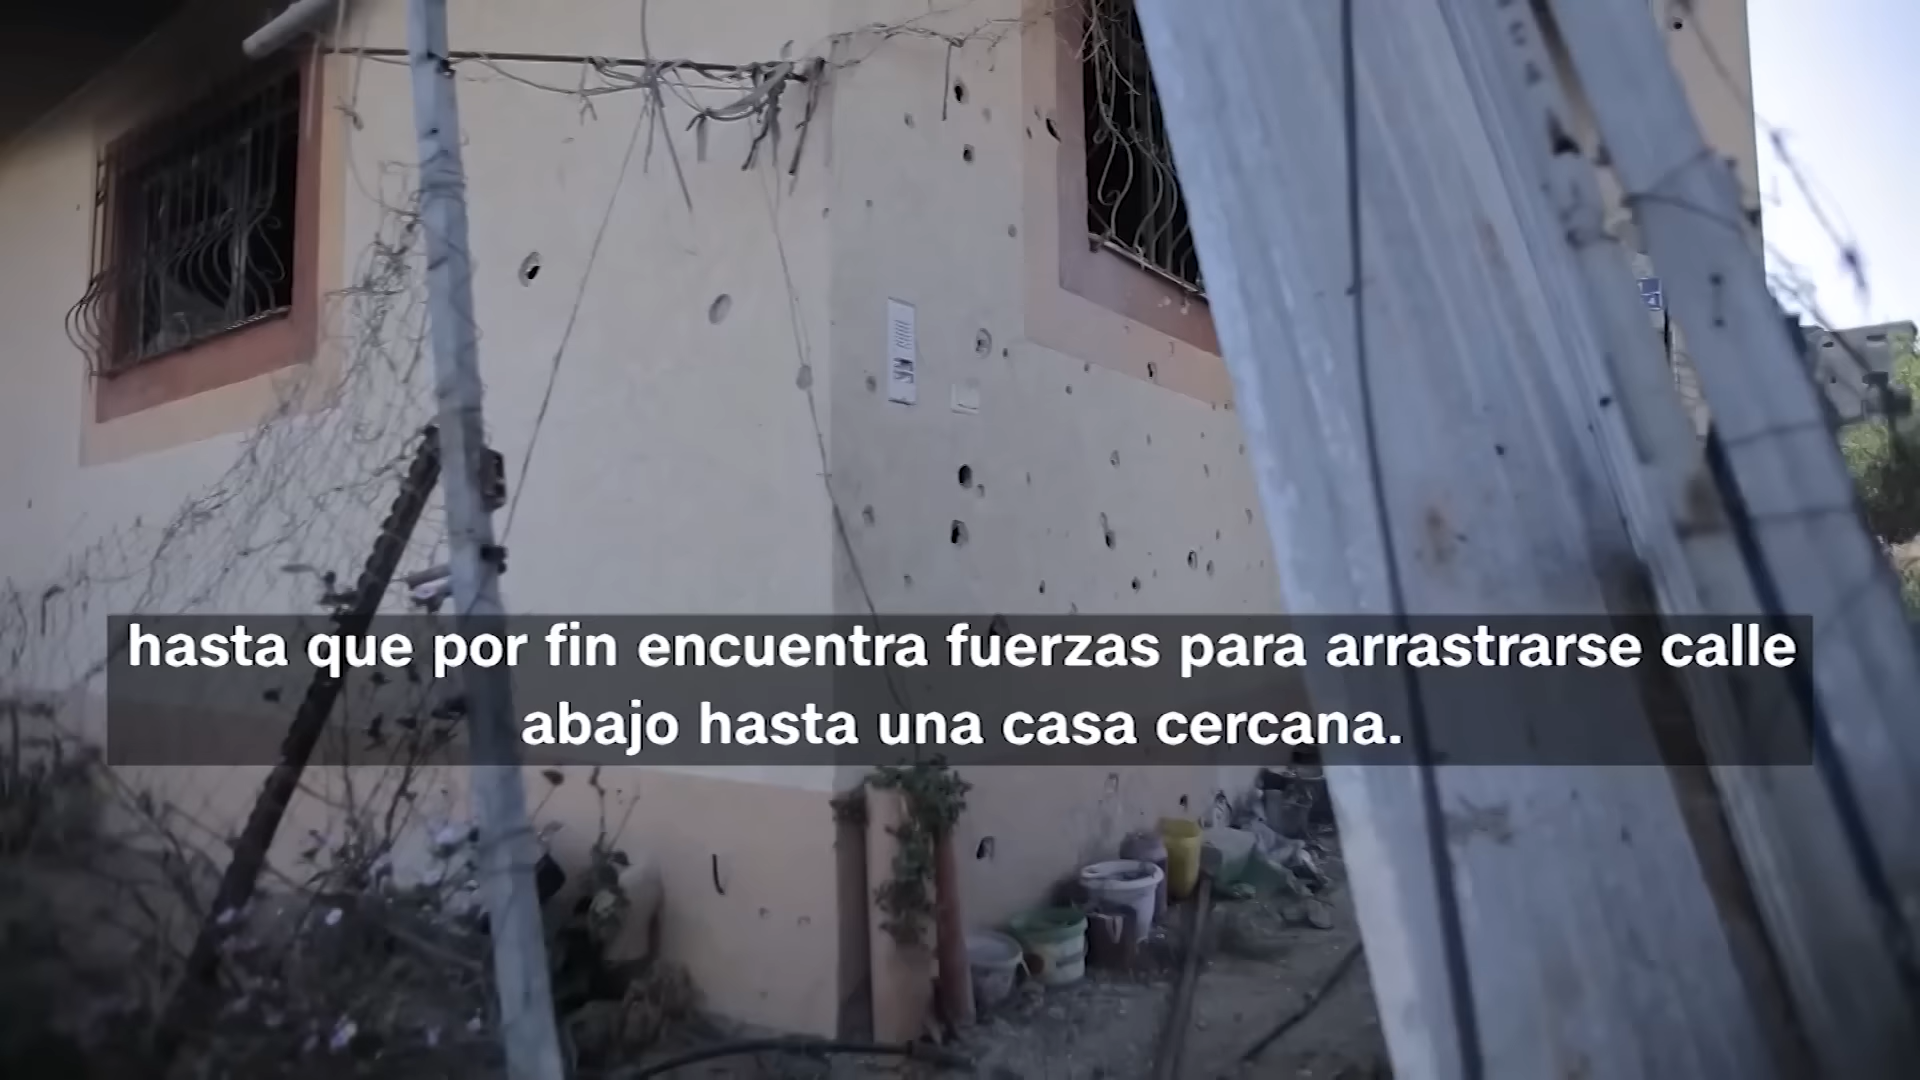 hasta que por fin encuentra fuerzas para arrastrarse calle
abajo hasta una casa cercana.